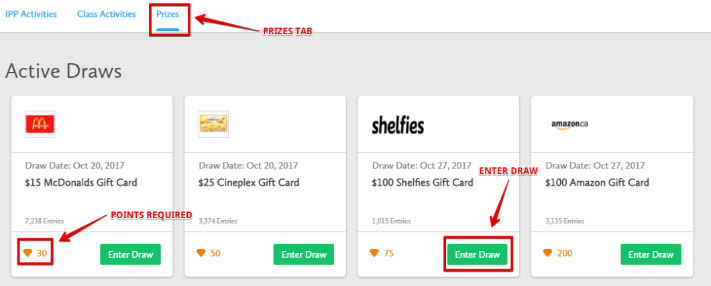 IPP Activities Class Activities Prizes
PRIZES TAB
Active Draws
shelfies
amazon.ca
Draw Date: Oct 20, 2017
$15 McDonalds Gift Card
7,238 Entries
POINTS REQUIRED
30 Enter Draw
Draw Date: Oct 20, 2017
$25 Cineplex Gift Card
3,374 Entries
50 Enter Draw
Draw Date: Oct 27, 2017
ENTER DRAW
$100 Shelfies Gift Card
1,015 Entries
75 Enter Draw
Draw Date: Oct 27, 2017
$100 Amazon Gift Card
3,135 Entries
200 Enter Draw